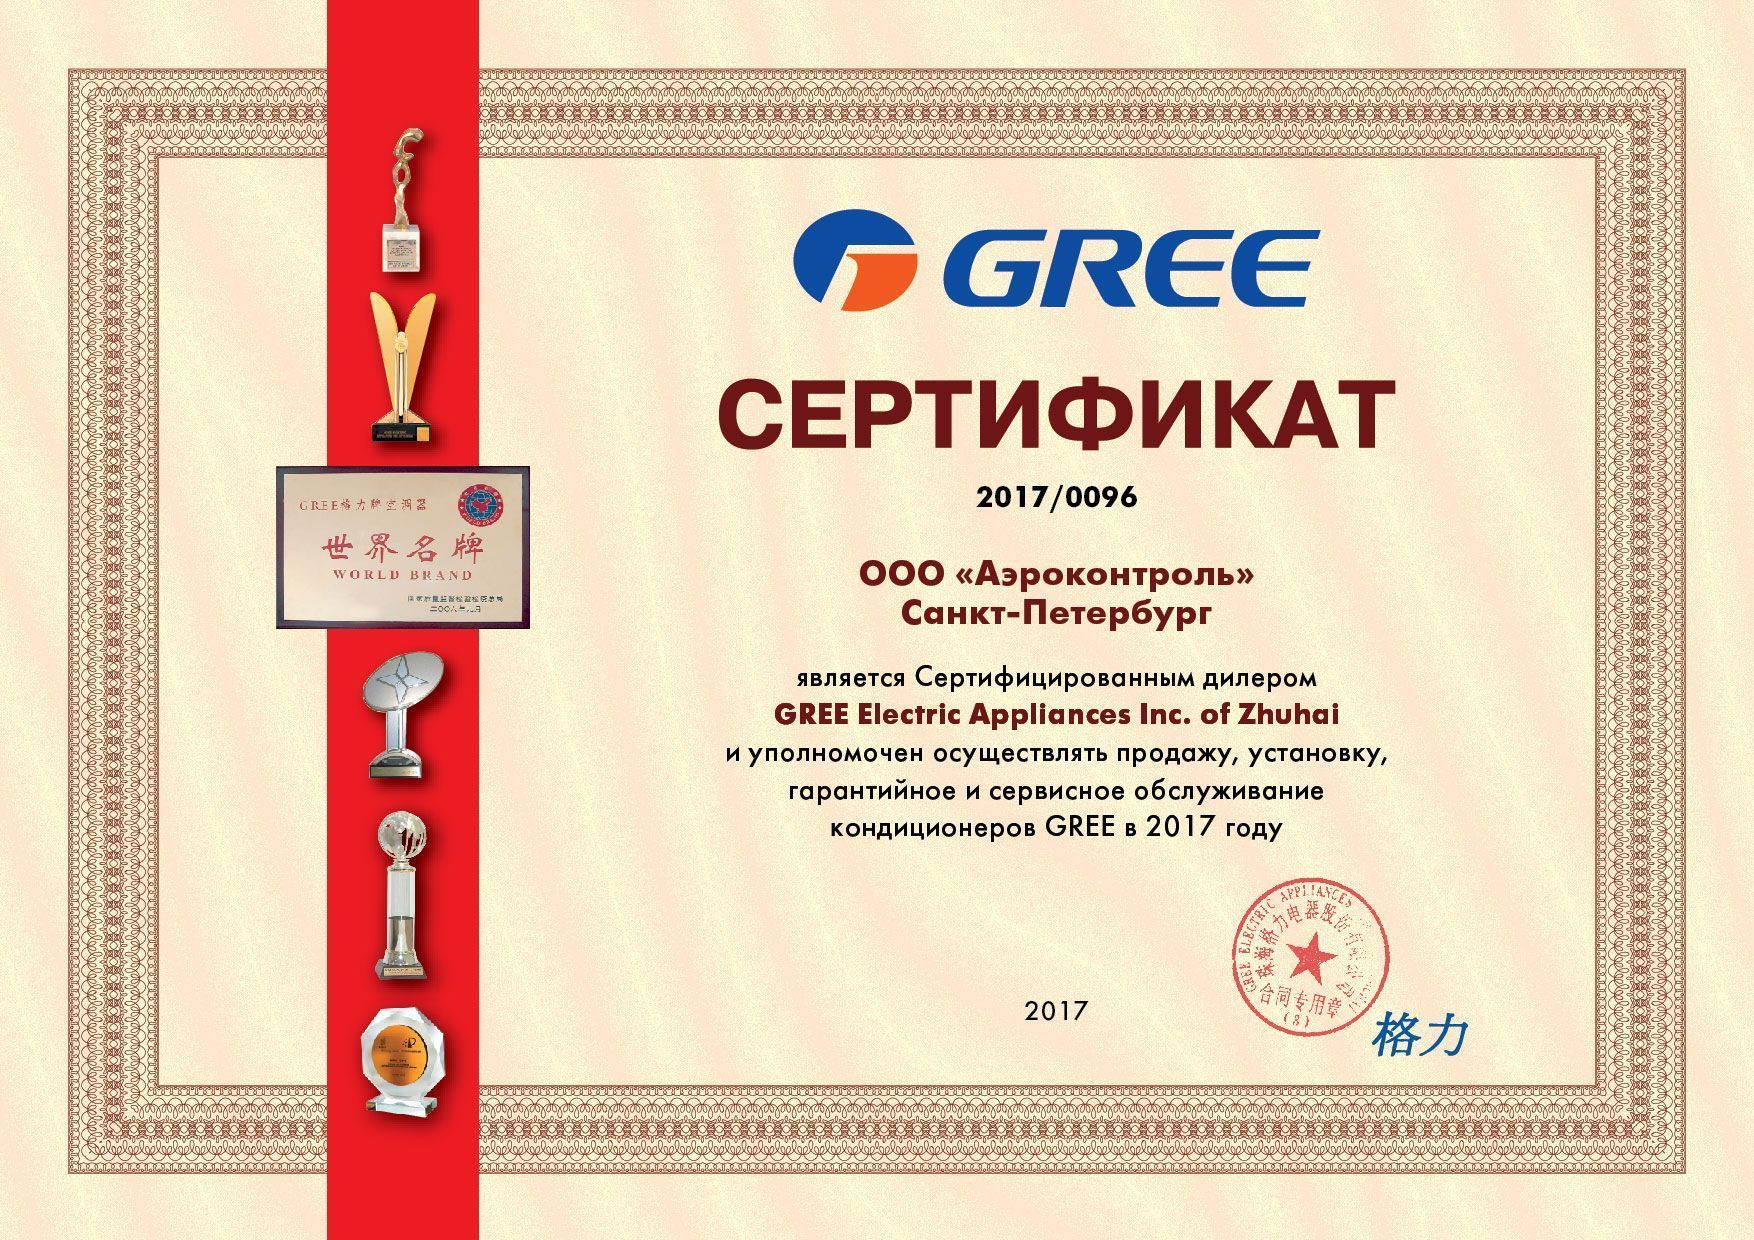 GREE
СЕРТИФИКАТ
2017/0096
ООО «Аэроконтроль»
Санкт-Петербург
является Сертифицированным дилером
GREE Electric Appliances Inc. of Zhuhai
и уполномочен осуществлять продажу, установку,
гарантийное и сервисное обслуживание
кондиционеров GREE в 2017 году
2017
GREE ELECTRIC APPLIANCES
珠海格力电器股份有限公司
合同专用章
(3)
格力
GREE格力牌空调器
世界名牌
WORLD BRAND